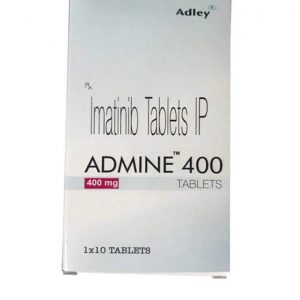 Adley
Rx
Imatinib Tablets IP
ADMINE™ 400
400 mg TABLETS
1x10 TABLETS